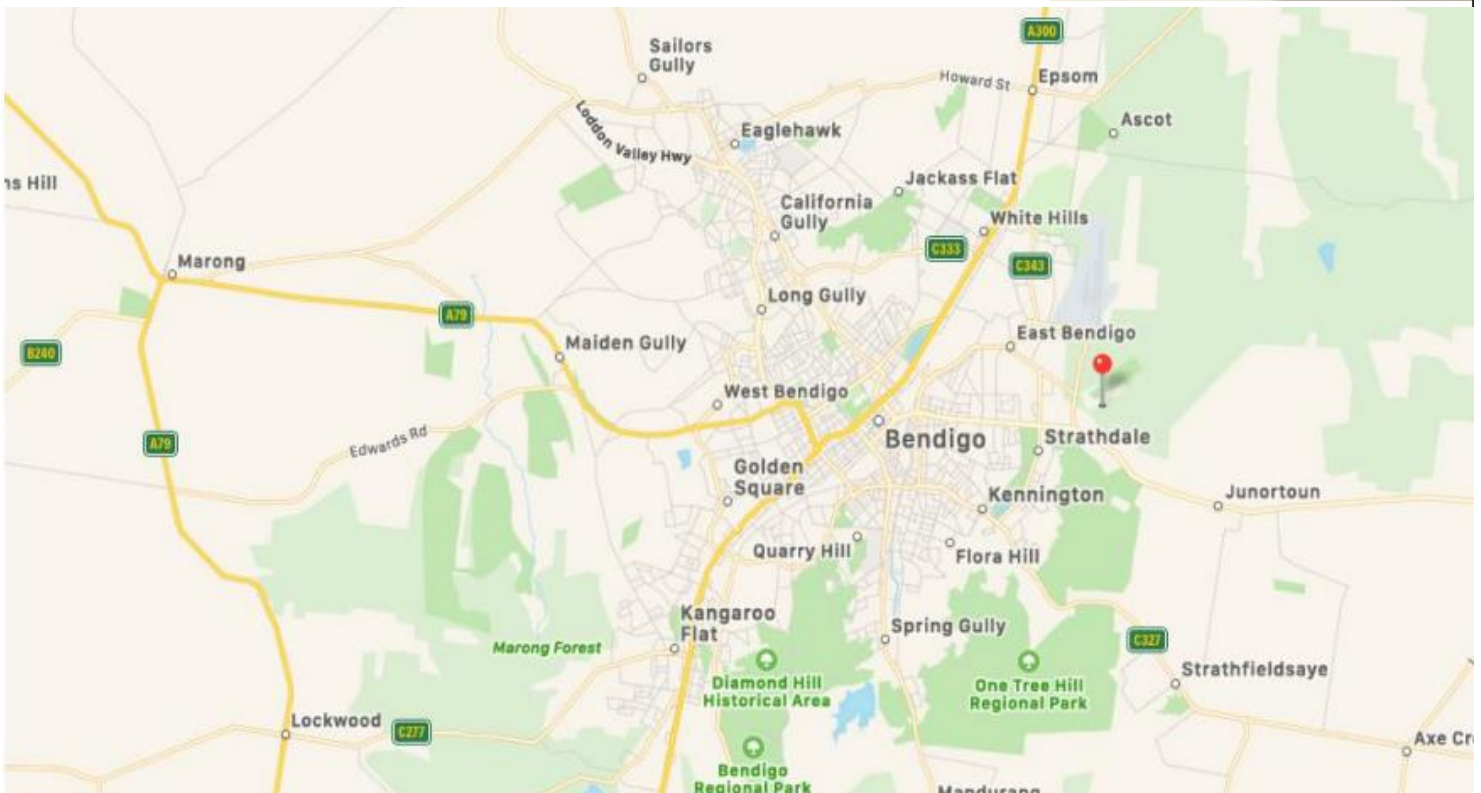 A300
Sailors
Gully
Howard St
Epsom
Loddon Valley Hwy
Eaglehawk
Ascot
Hill
Jackass Flat
California
Gully
White Hills
C333
C343
Marong
Long Gully
A79
East Bendigo
Maiden Gully
B240
West Bendigo
Edwards Rd
A79
Bendigo
Strathdale
Golden
Square
Kennington
Junortoun
Quarry Hill
Flora Hill
Kangaroo
Flat
Spring Gully
C327
Marong Forest
Diamond Hill
Historical Area
One Tree Hill
Regional Park
Strathfieldsaye
Lockwood
C277
Axe
Bendigo
Regional Park